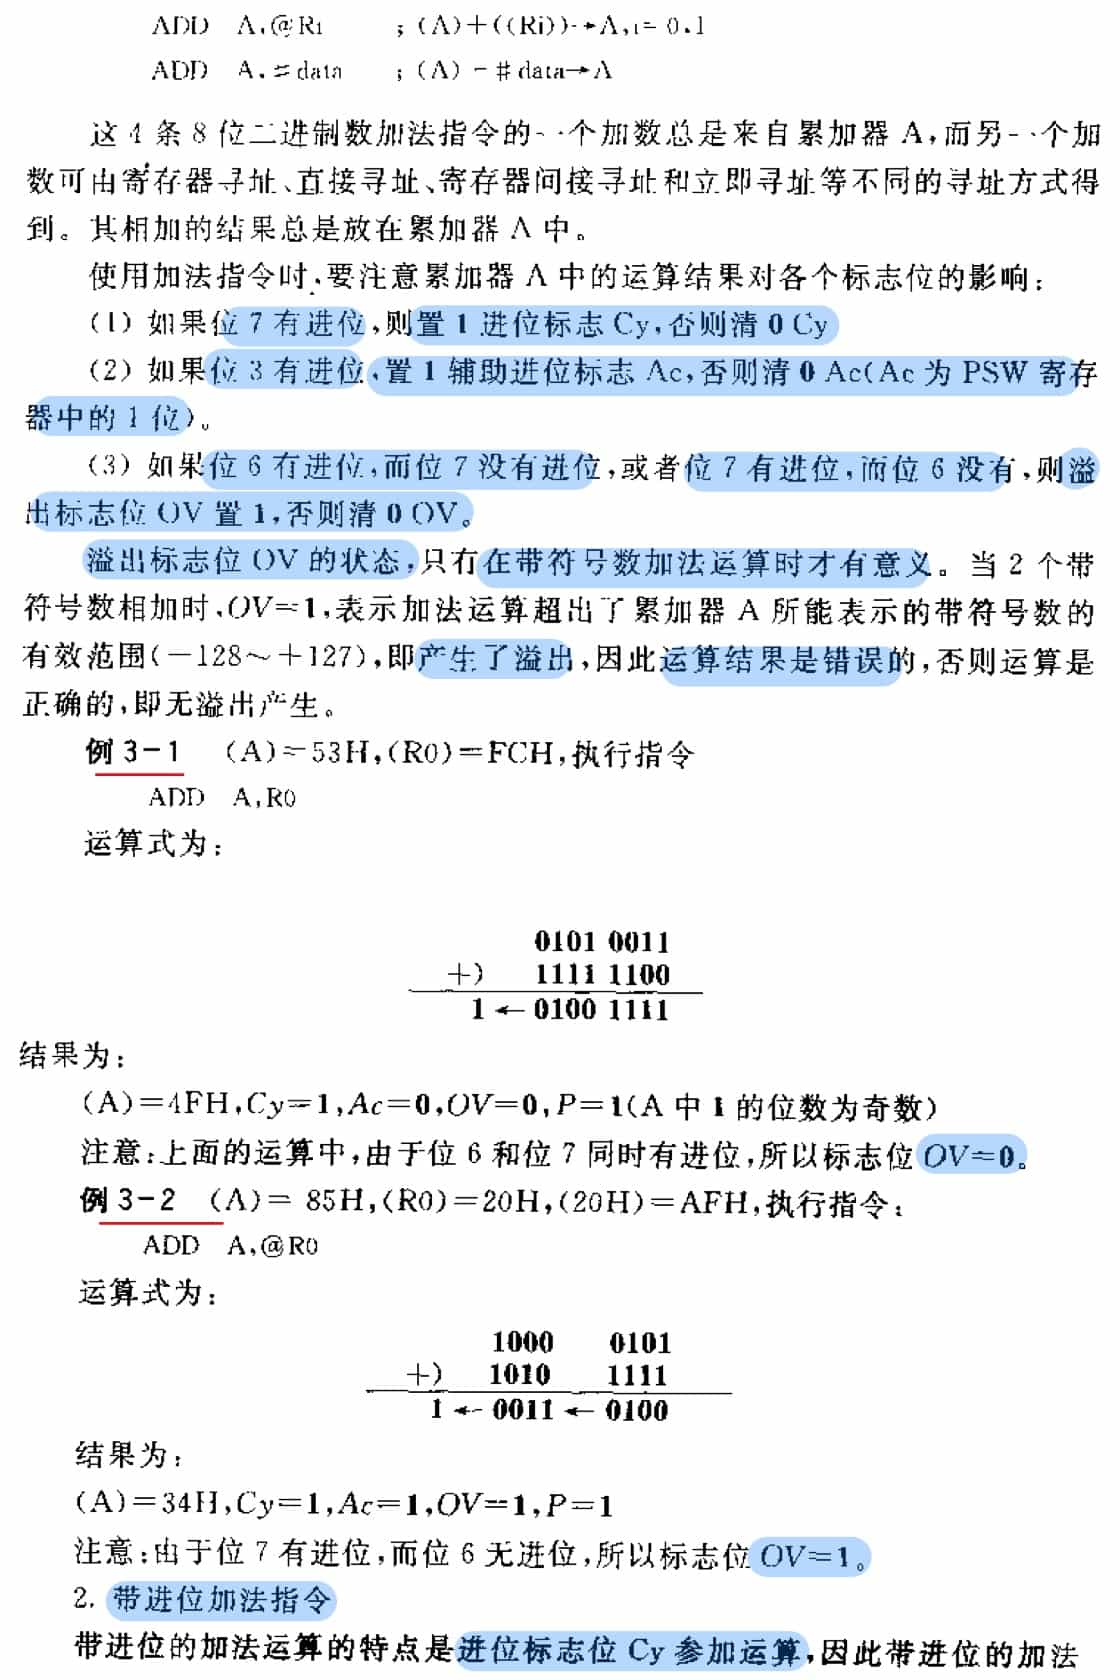 ADD A,@Ri ;(A)+((Ri))→A,i=0,1
ADD A,#data ;(A)+#data→A
这 4 条 8 位二进制数加法指令的一个加数总是来自累加器 A,而另一个加
数可由寄存器寻址、直接寻址、寄存器间接寻址和立即寻址等不同的寻址方式得
到。其相加的结果总是放在累加器 A 中。
使用加法指令时,要注意累加器 A 中的运算结果对各个标志位的影响:
(1) 如果位 7 有进位,则置 1 进位标志 Cy,否则清 0 Cy
(2) 如果位 3 有进位,置 1 辅助进位标志 Ac,否则清 0 Ac(Ac 为 PSW 寄存
器中的 1 位)。
(3) 如果位 6 有进位,而位 7 没有进位,或者位 7 有进位,而位 6 没有,则溢
出标志位 OV 置 1,否则清 0 OV。
溢出标志位 OV 的状态,只有在带符号数加法运算时才有意义。当 2 个带
符号数相加时,OV=1,表示加法运算超出了累加器 A 所能表示的带符号数的
有效范围(-128~+127),即产生了溢出,因此运算结果是错误的,否则运算是
正确的,即无溢出产生。
例 3-1 (A)=53H,(R0)=FCH,执行指令
ADD A,R0
运算式为:
0101 0011
+) 1111 1100
1←0100 1111
结果为:
(A)=4FH,Cy=1,Ac=0,OV=0,P=1(A 中 1 的位数为奇数)
注意:上面的运算中,由于位 6 和位 7 同时有进位,所以标志位 OV=0。
例 3-2 (A)= 85H,(R0)=20H,(20H)=AFH,执行指令:
ADD A,@R0
运算式为:
1000 0101
+) 1010 1111
1←0011←0100
结果为:
(A)=34H,Cy=1,Ac=1,OV=1,P=1
注意:由于位 7 有进位,而位 6 无进位,所以标志位 OV=1。
2. 带进位加法指令
带进位的加法运算的特点是进位标志位 Cy 参加运算,因此带进位的加法